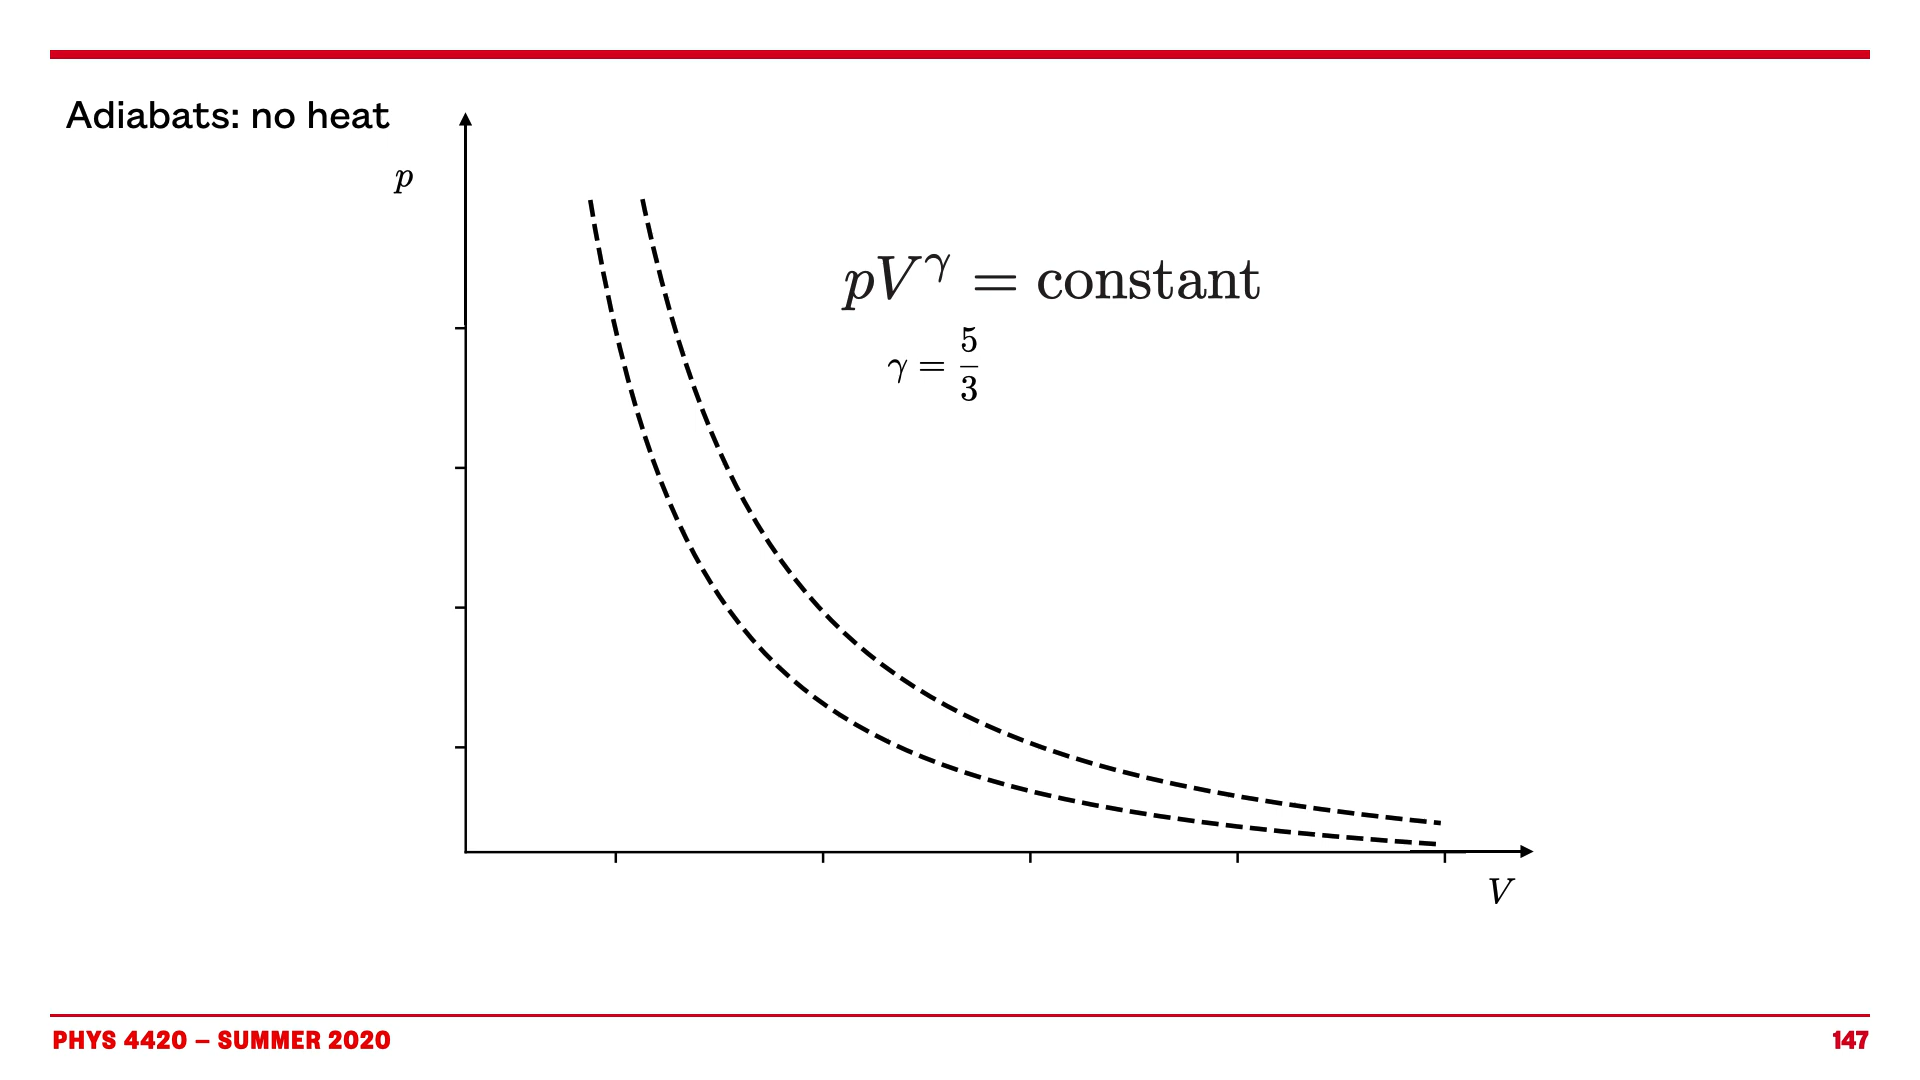 Adiabats: no heat
p
pV^γ = constant
γ = 5/3
V
PHYS 4420 – SUMMER 2020
147